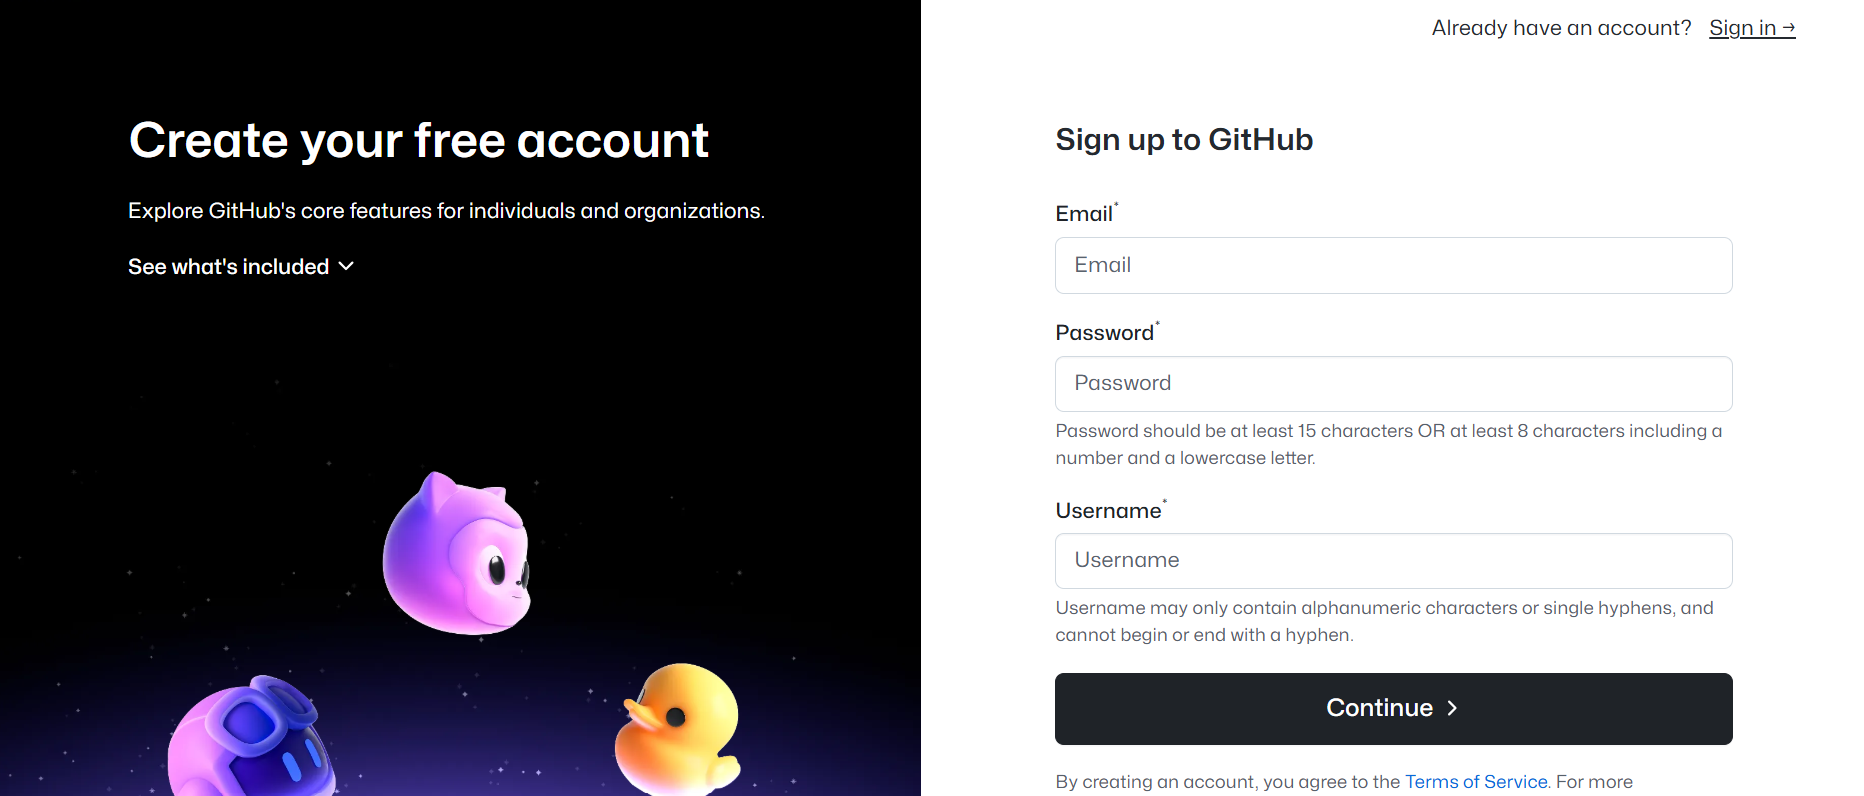 Already have an account? Sign in →
Create your free account
Explore GitHub's core features for individuals and organizations.
See what's included
Sign up to GitHub
Email*
Email
Password*
Password
Password should be at least 15 characters OR at least 8 characters including a
number and a lowercase letter.
Username*
Username
Username may only contain alphanumeric characters or single hyphens, and
cannot begin or end with a hyphen.
Continue >
By creating an account, you agree to the Terms of Service. For more